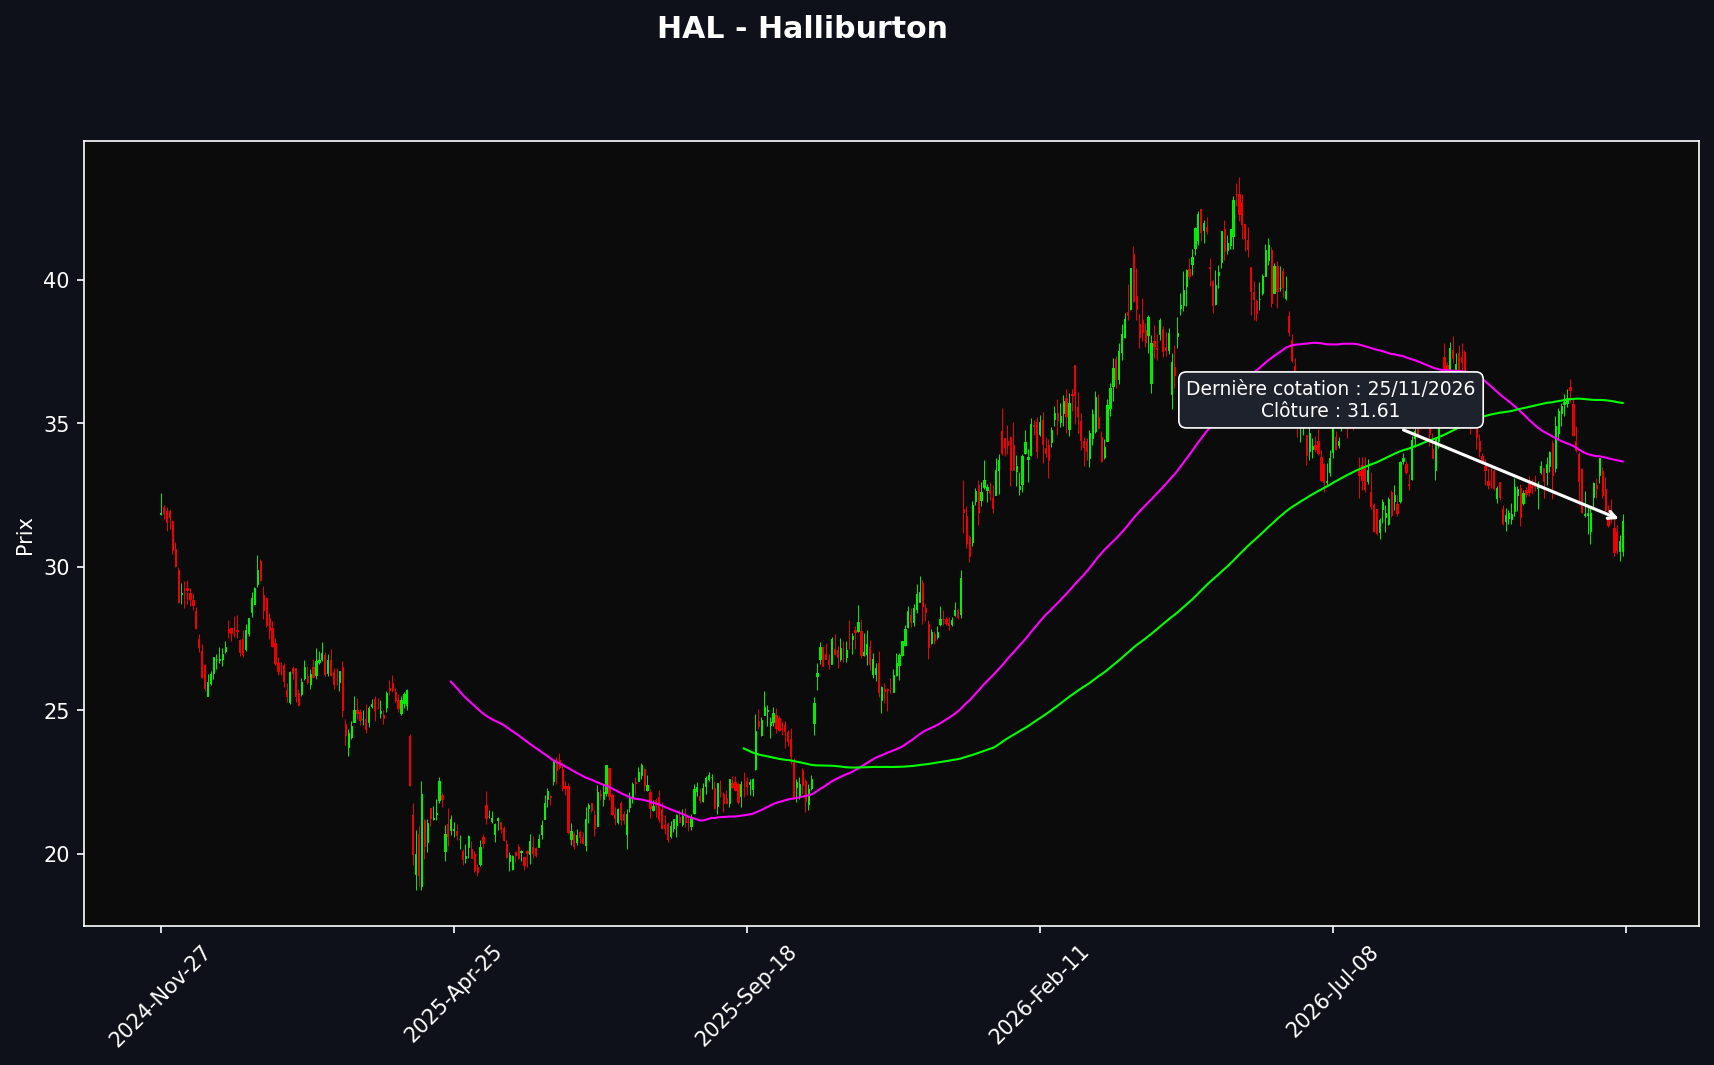 HAL - Halliburton
Prix
40
35
30
25
20
Dernière cotation : 25/11/2026
Clôture : 31.61
2024-Nov-27
2025-Apr-25
2025-Sep-18
2026-Feb-11
2026-Jul-08